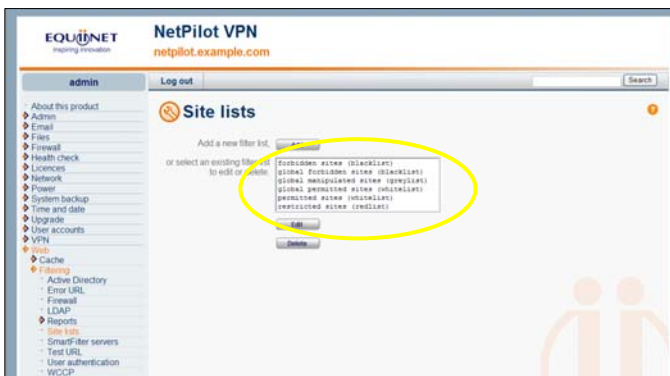 EQUIINET
inspiring innovation
NetPilot VPN
netpilot.example.com
admin
Log out
Search
About this product
Admin
Email
Files
Firewall
Health check
Licences
Network
Power
System backup
Time and date
Upgrade
User accounts
VPN
Web
Cache
Filtering
Active Directory
Error URL
Firewall
LDAP
Reports
Site lists
SmartFilter servers
Test URL
User authentication
WCCP
Site lists
?
Add a new filter list,
or select an existing filter list
to edit or delete:
forbidden sites (blacklist)
global forbidden sites (blacklist)
global manipulated sites (greylist)
global permitted sites (whitelist)
permitted sites (whitelist)
restricted sites (redlist)
Edit
Delete